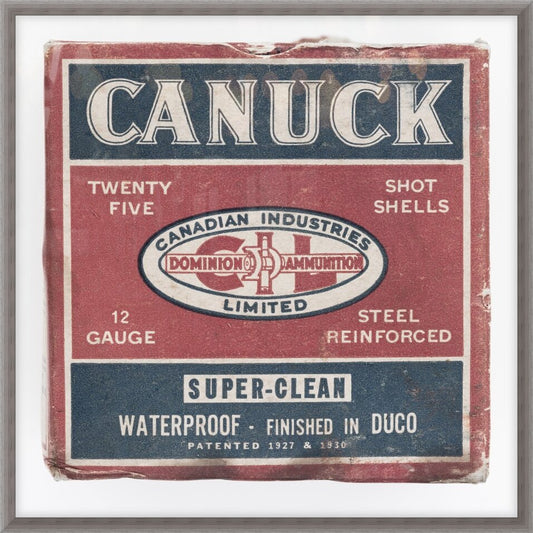 CANUCK
TWENTY FIVE
SHOT SHELLS
CANADIAN INDUSTRIES
CIL
DOMINION AMMUNITION
LIMITED
12 GAUGE
STEEL REINFORCED
SUPER-CLEAN
WATERPROOF - FINISHED IN DUCO
PATENTED 1927 & 1930